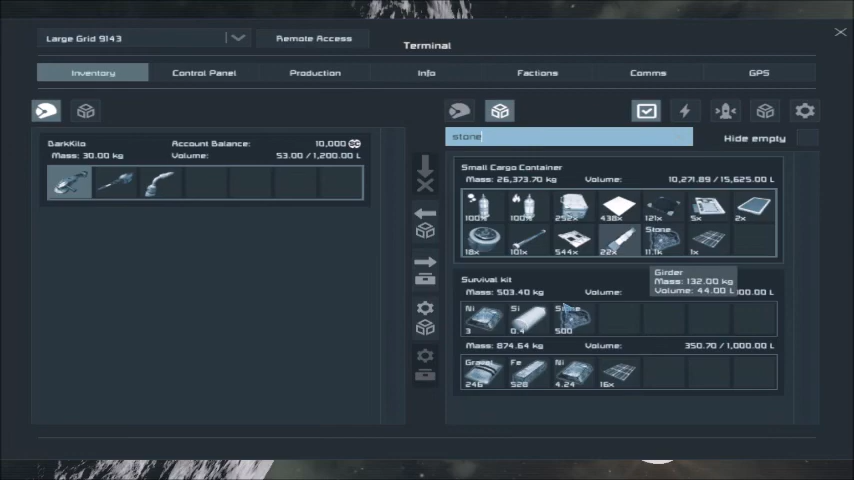 Large Grid 9143
Remote Access
Terminal
Inventory
Control Panel
Production
Info
Factions
Comms
GPS
stone
Hide empty
DarkKilo
Account Balance:
10,000
SC
Mass: 30.00 kg
Volume:
53.00 / 1,200.00 L
Small Cargo Container
Mass: 26,373.70 kg
Volume:
10,271.89 / 15,625.00 L
100%
100%
252x
438x
121x
5x
2x
Stone
18x
101x
544x
22x
11.1k
1x
Girder
Mass: 132.00 kg
Volume: 44.00 L
Survival kit
Mass: 503.40 kg
Volume:
000.00 L
Ni
Si
Stone
3
0.4
500
Mass: 874.64 kg
Volume:
350.70 / 1,000.00 L
Gravel
Fe
Ni
246
528
4.24
16x